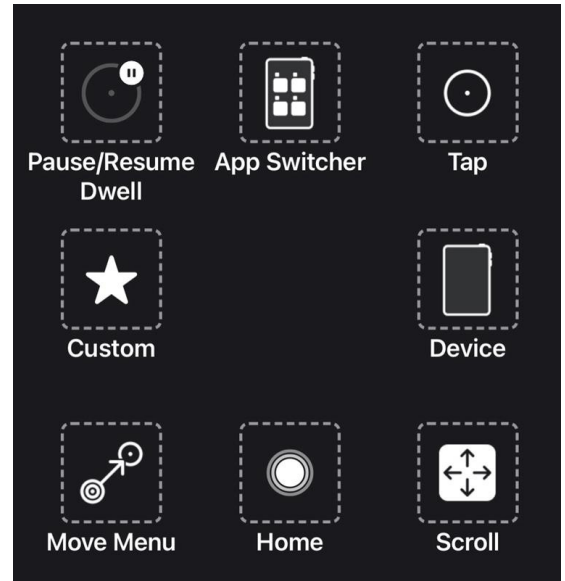 Pause/Resume App Switcher Tap
Dwell
Custom Device
Move Menu Home Scroll